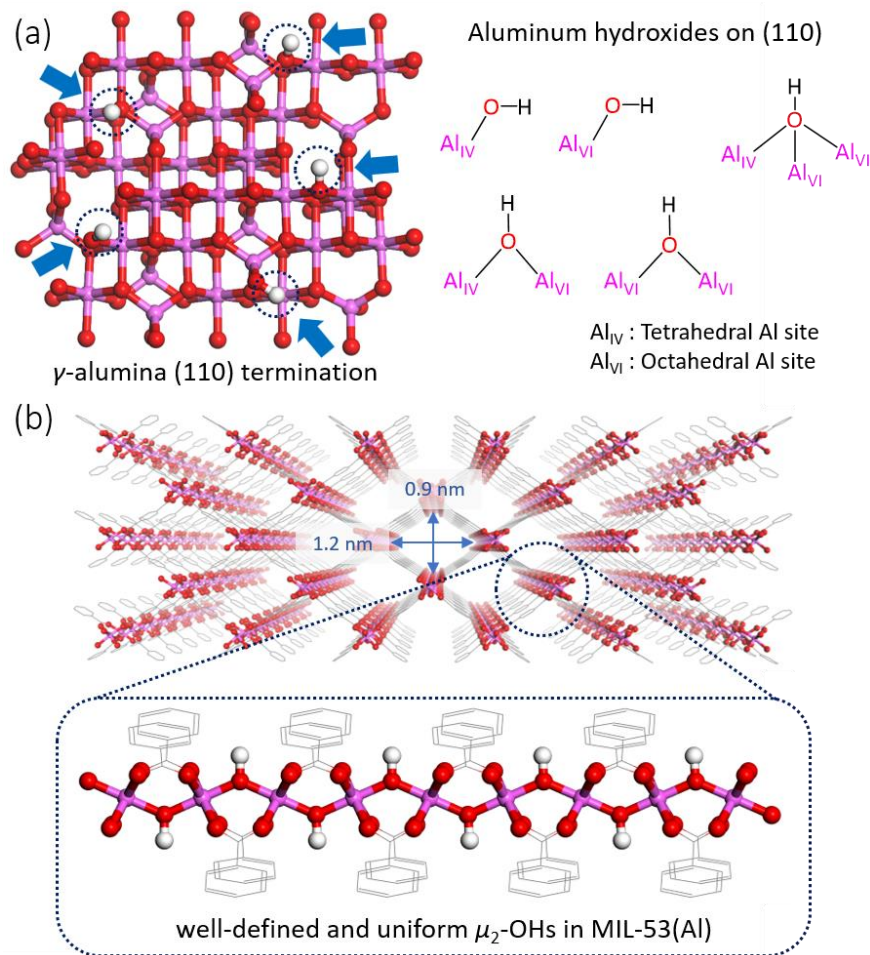 (a)
Aluminum hydroxides on (110)
O H
Al_IV
O H
Al_VI
H
O
Al_IV Al_VI Al_VI
H
O
Al_IV Al_VI
H
O
Al_VI Al_VI
Al_IV : Tetrahedral Al site
Al_VI : Octahedral Al site
γ-alumina (110) termination
(b)
0.9 nm
1.2 nm
well-defined and uniform μ₂-OHs in MIL-53(Al)